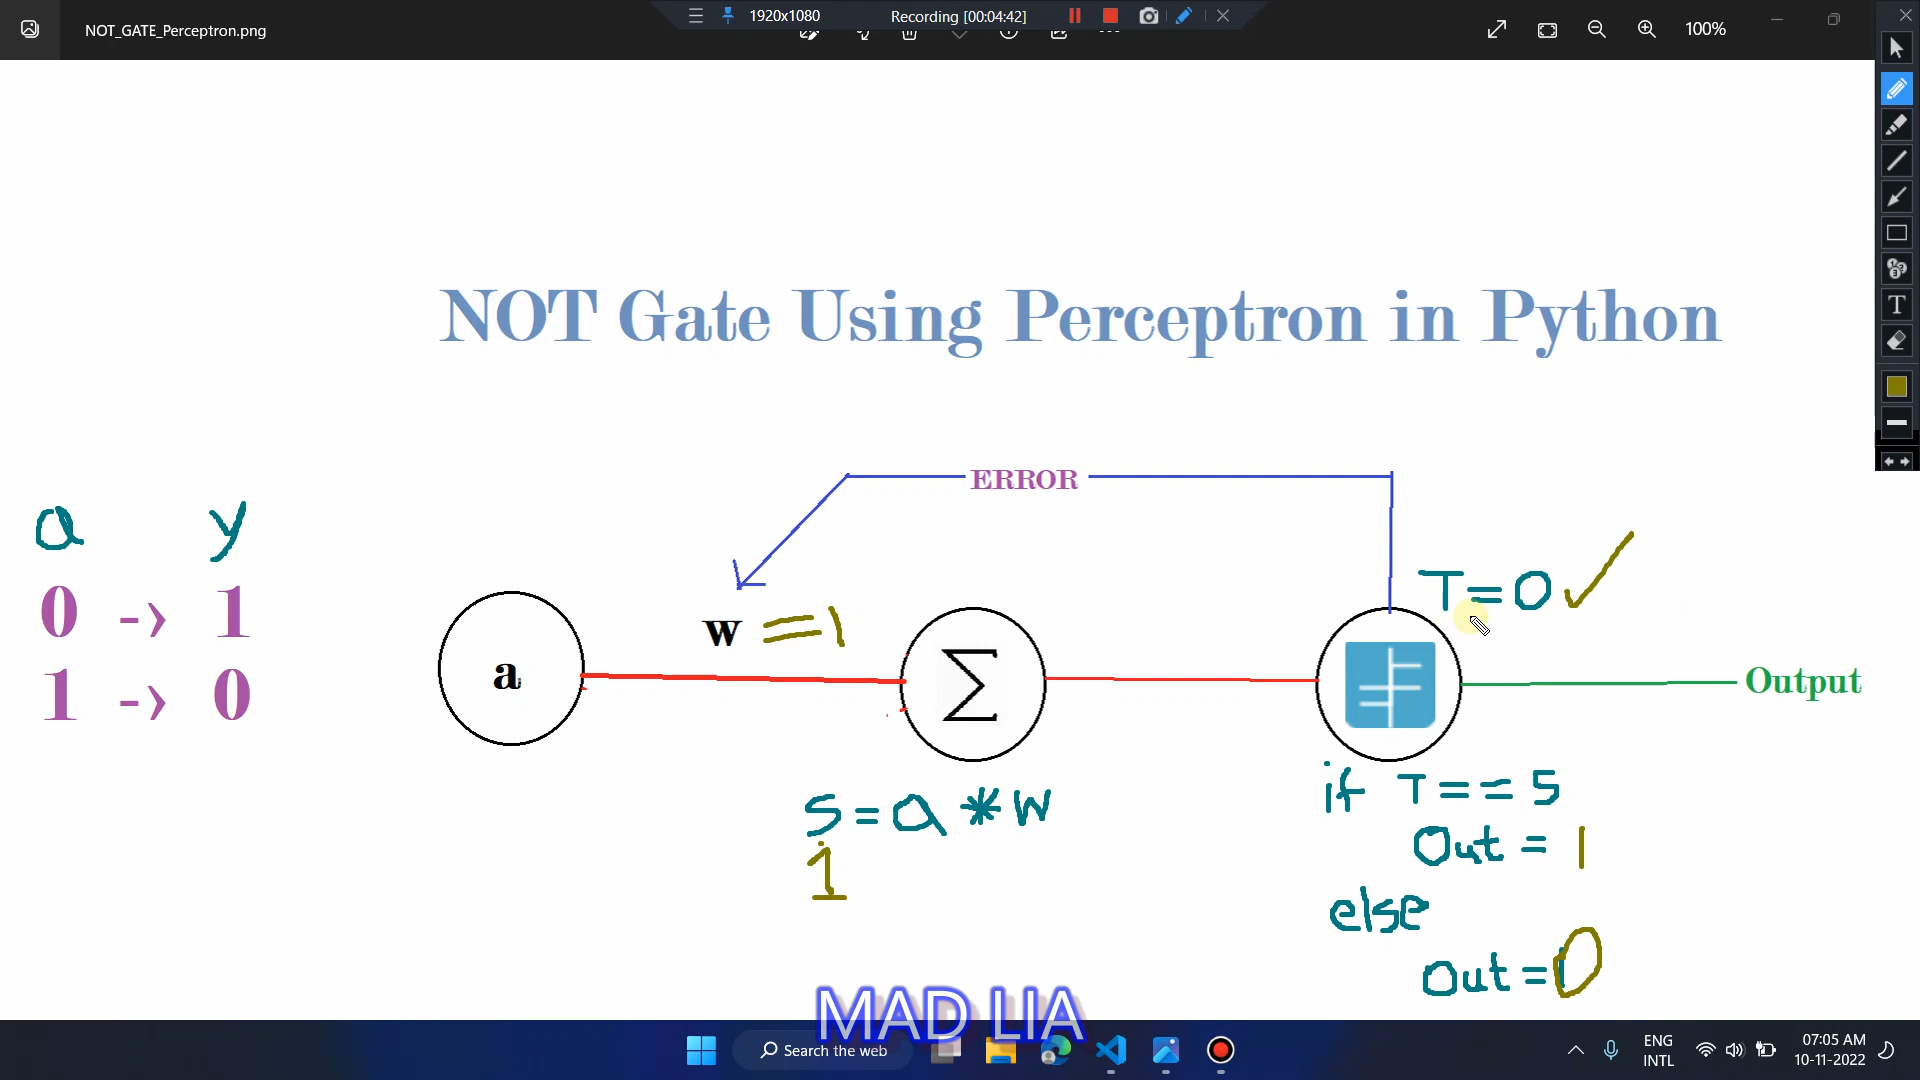 1920x1080 Recording [00:04:42]
NOT_GATE_Perceptron.png 100%
NOT Gate Using Perceptron in Python
ERROR
a y
0 -> 1
1 -> 0
T=0
w =1
a
Σ
Output
S = a * w
1
if T == S
Out = 1
else
Out = 0
MAD LIA
Search the web
ENG
INTL
07:05 AM
10-11-2022
T